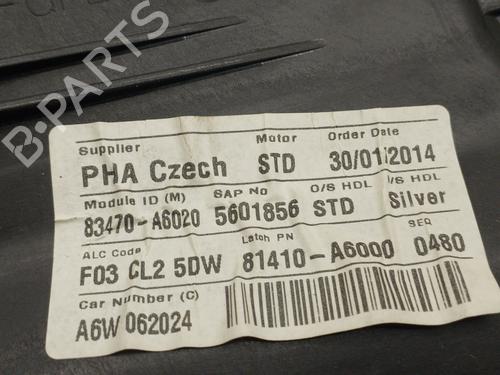 B-PARTS
Supplier Motor Order Date
PHA Czech STD 30/01/2014
Module ID (M) SAP No O/S HDL I/S HDL
83470-A6020 5601856 STD Silver
ALC Code Latch PN SEQ
F03 CL2 5DW 81410-A6000 0480
Car Number (C)
A6W 062024